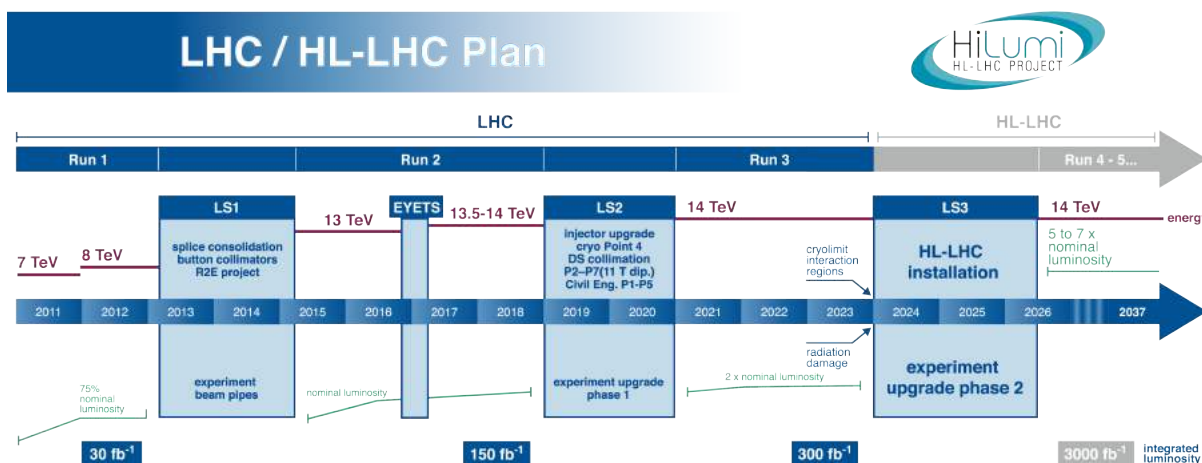 LHC / HL-LHC Plan
HiLumi
HL-LHC PROJECT
LHC
HL-LHC
Run 1
Run 2
Run 3
Run 4 - 5...
LS1
EYETS
LS2
LS3
13 TeV
13.5-14 TeV
14 TeV
14 TeV
energ
7 TeV
8 TeV
splice consolidation
button collimators
R2E project
injector upgrade
cryo Point 4
DS collimation
P2-P7(11 T dip.)
Civil Eng. P1-P5
cryolimit
interaction
regions
HL-LHC
installation
5 to 7 x
nominal
luminosity
2011 2012 2013 2014 2015 2016 2017 2018 2019 2020 2021 2022 2023 2024 2025 2026 2037
75%
nominal
luminosity
experiment
beam pipes
nominal luminosity
experiment upgrade
phase 1
2 x nominal luminosity
radiation
damage
experiment
upgrade phase 2
30 fb⁻¹
150 fb⁻¹
300 fb⁻¹
3000 fb⁻¹
integrated
luminosity